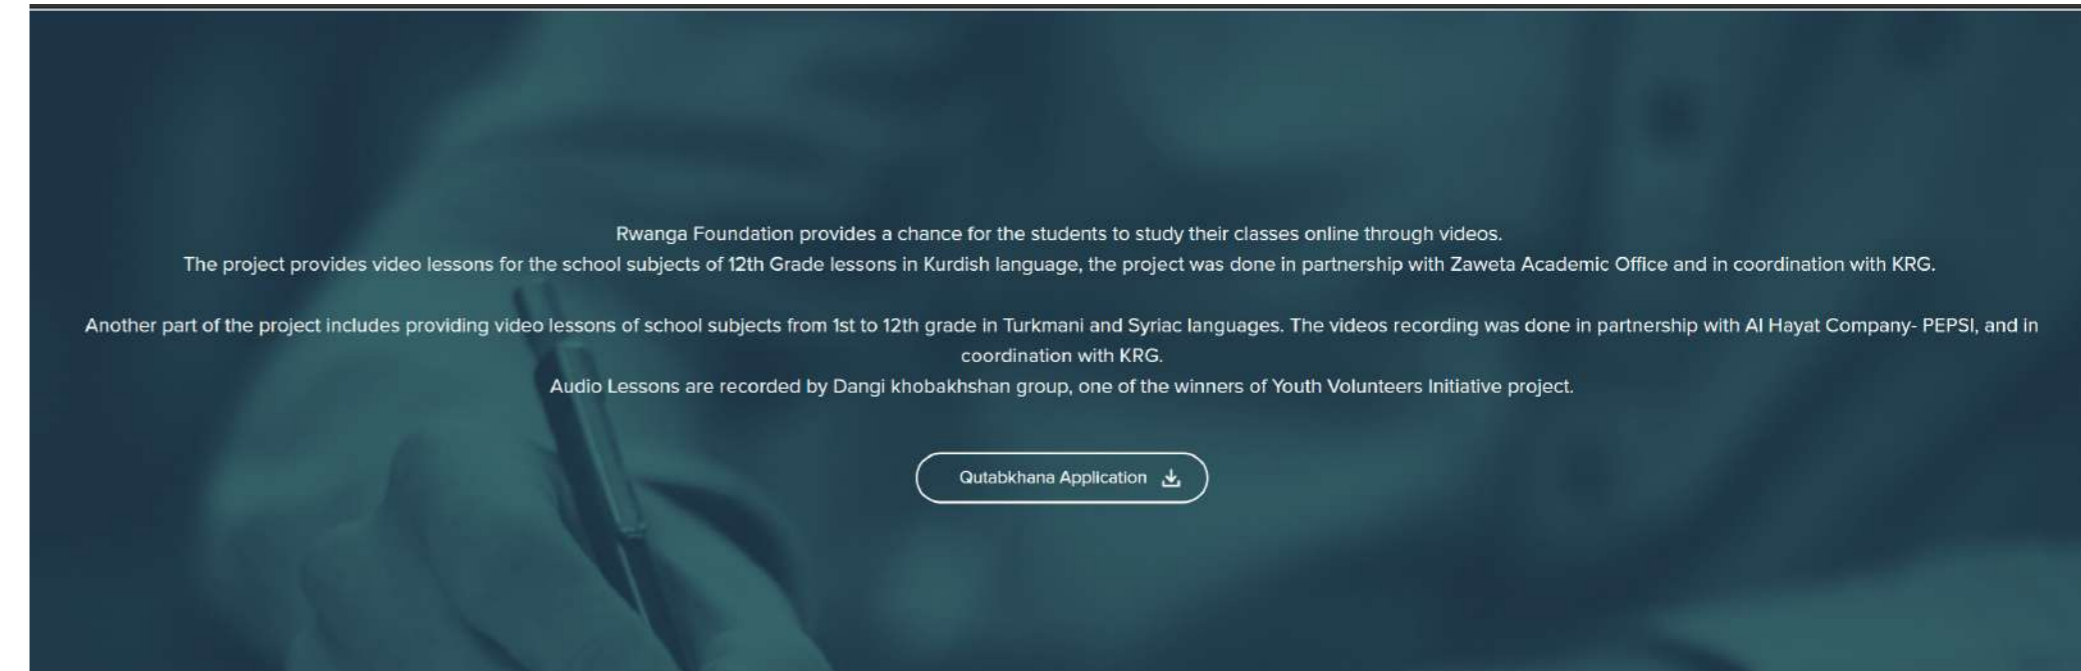 Rwanga Foundation provides a chance for the students to study their classes online through videos.
The project provides video lessons for the school subjects of 12th Grade lessons in Kurdish language, the project was done in partnership with Zaweta Academic Office and in coordination with KRG.
Another part of the project includes providing video lessons of school subjects from 1st to 12th grade in Turkmani and Syriac languages. The videos recording was done in partnership with Al Hayat Company- PEPSI, and in
coordination with KRG.
Audio Lessons are recorded by Dangi khobakhshan group, one of the winners of Youth Volunteers Initiative project.
Qutabkhana Application